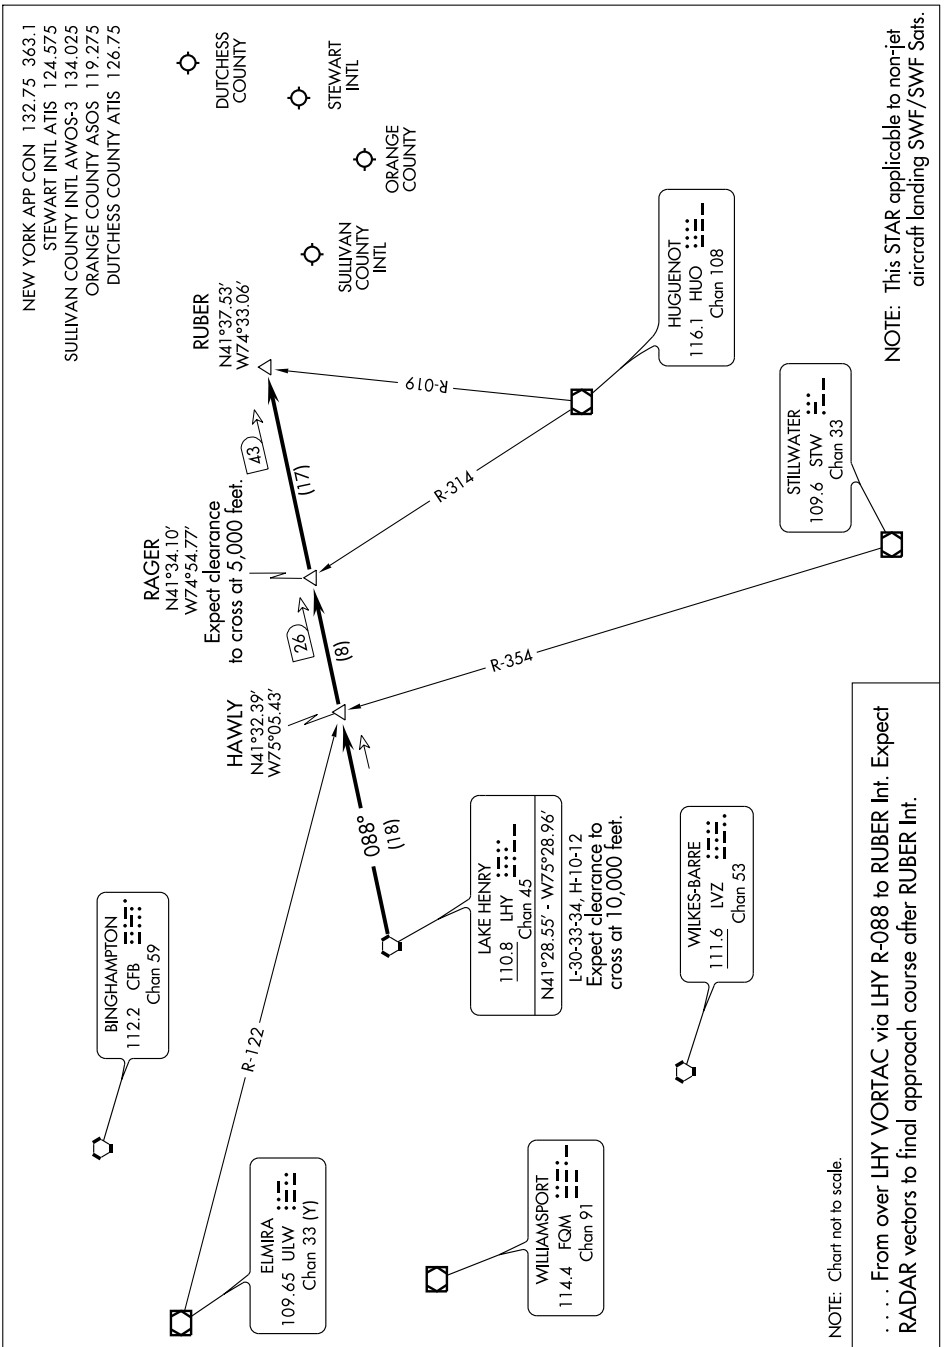 NEW YORK APP CON 132.75 363.1
STEWART INTL ATIS 124.575
SULLIVAN COUNTY INTL AWOS-3 134.025
ORANGE COUNTY ASOS 119.275
DUTCHESS COUNTY ATIS 126.75
DUTCHESS
COUNTY
STEWART
INTL
ORANGE
COUNTY
SULLIVAN
COUNTY
INTL
RUBER
N41°37.53′
W74°33.06′
R-019
43
(17)
RAGER
N41°34.10′
W74°54.77′
Expect clearance
to cross at 5,000 feet.
26
(8)
R-314
HUGUENOT
116.1 HUO
Chan 108
HAWLY
N41°32.39′
W75°05.43′
088°
(18)
R-354
STILLWATER
109.6 STW
Chan 33
BINGHAMPTON
112.2 CFB
Chan 59
R-122
LAKE HENRY
110.8 LHY
Chan 45
N41°28.55′ - W75°28.96′
L-30-33-34, H-10-12
Expect clearance to
cross at 10,000 feet.
WILKES-BARRE
111.6 LVZ
Chan 53
ELMIRA
109.65 ULW
Chan 33 (Y)
WILLIAMSPORT
114.4 FQM
Chan 91
NOTE: This STAR applicable to non-jet
aircraft landing SWF/SWF Sats.
NOTE: Chart not to scale.
. . . . From over LHY VORTAC via LHY R-088 to RUBER Int. Expect
RADAR vectors to final approach course after RUBER Int.